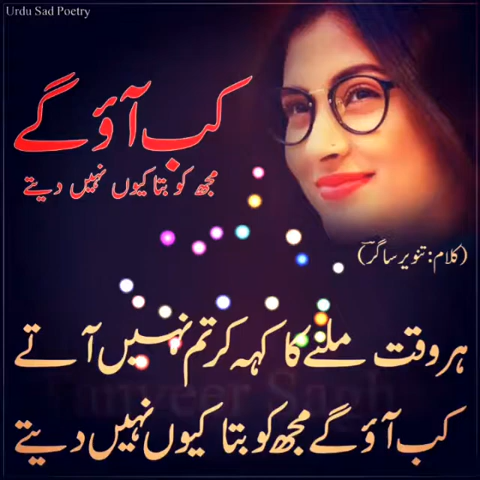 Urdu Sad Poetry
کب آؤ گے
مجھ کو بتا کیوں نہیں دیتے
(کلام: تنویر ساگرؔ)
ہر وقت ملنے کا کہہ کر تم نہیں آتے
کب آؤ گے مجھ کو بتا کیوں نہیں دیتے